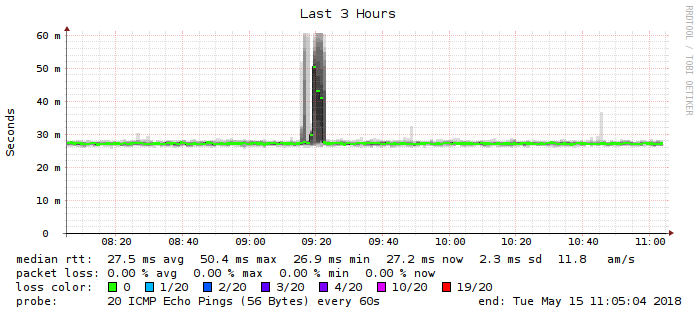 Last 3 Hours
RRDTOOL / TOBI OETIKER
Seconds
60 m
50 m
40 m
30 m
20 m
10 m
0
08:20 08:40 09:00 09:20 09:40 10:00 10:20 10:40 11:00
median rtt: 27.5 ms avg 50.4 ms max 26.9 ms min 27.2 ms now 2.3 ms sd 11.8 am/s
packet loss: 0.00 % avg 0.00 % max 0.00 % min 0.00 % now
loss color: 0 1/20 2/20 3/20 4/20 10/20 19/20
probe: 20 ICMP Echo Pings (56 Bytes) every 60s end: Tue May 15 11:05:04 2018